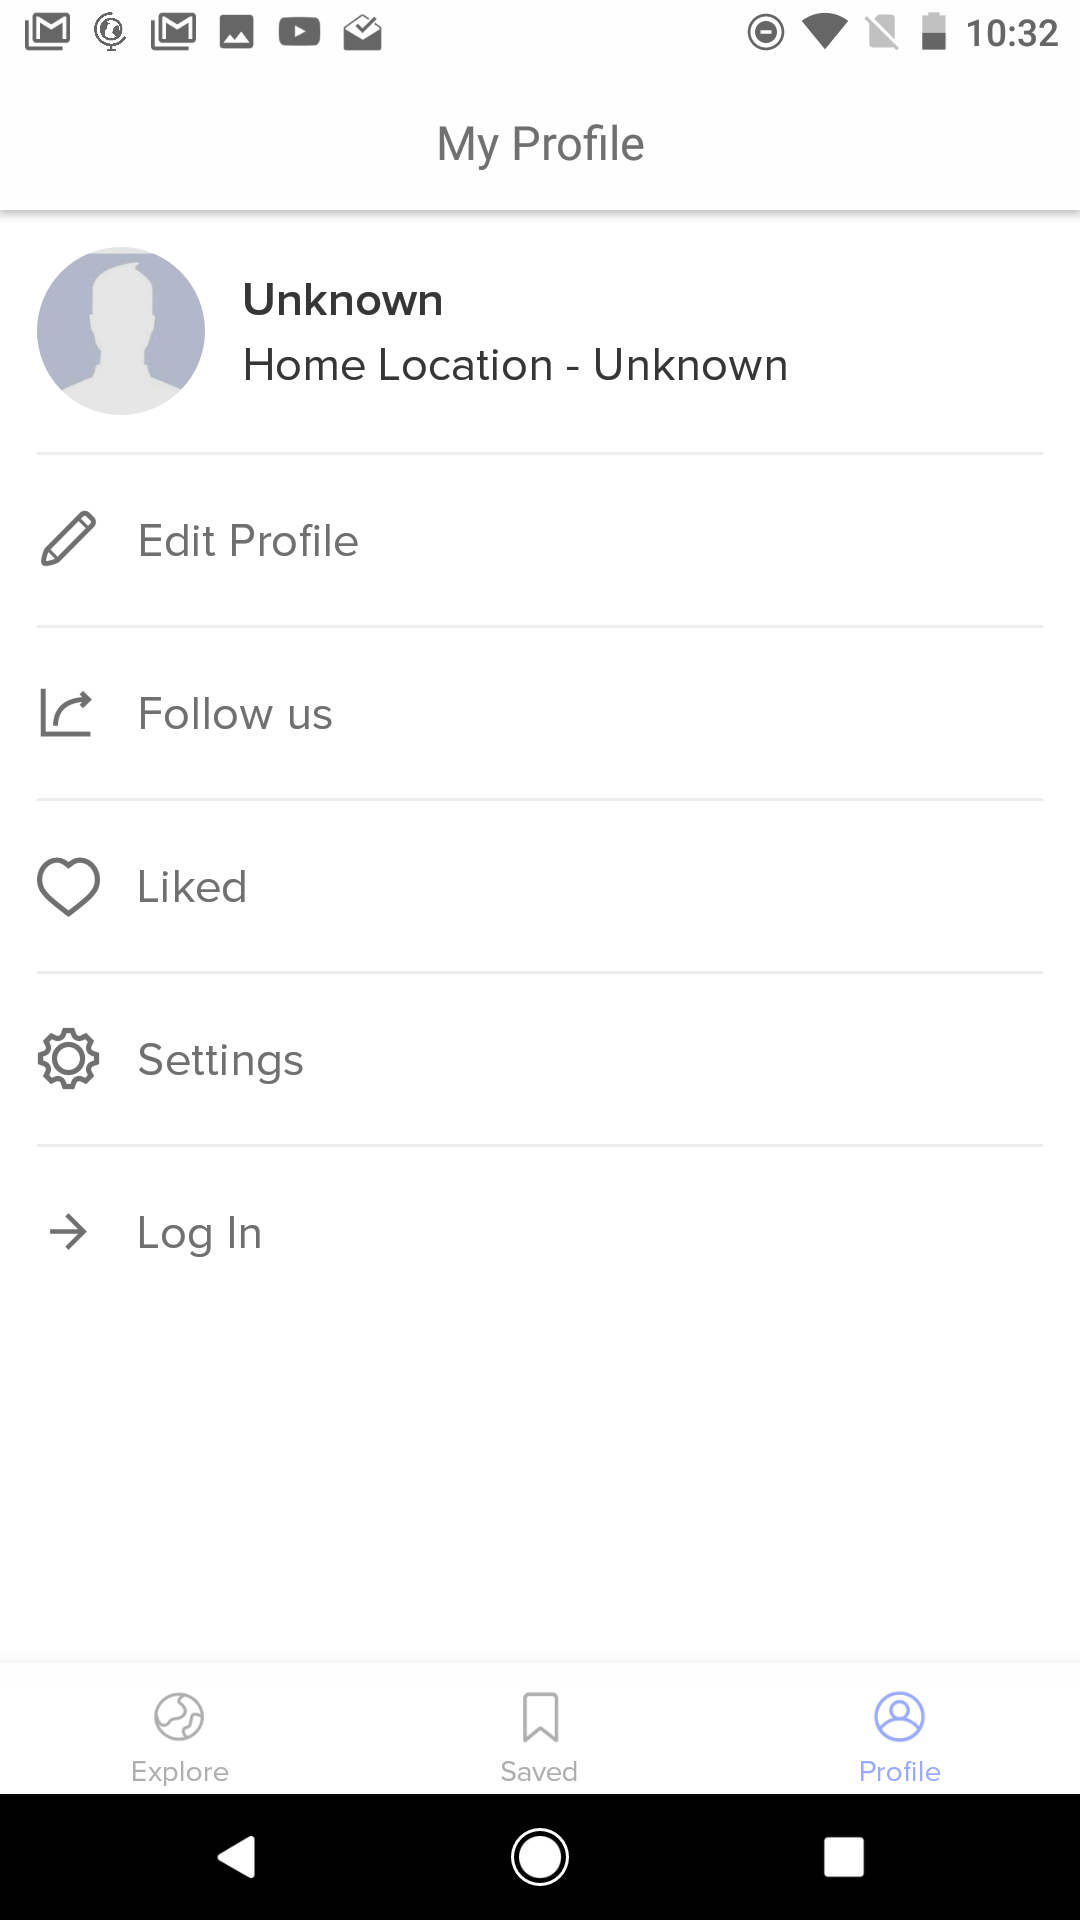 10:32
My Profile
Unknown
Home Location - Unknown
Edit Profile
Follow us
Liked
Settings
Log In
Explore
Saved
Profile